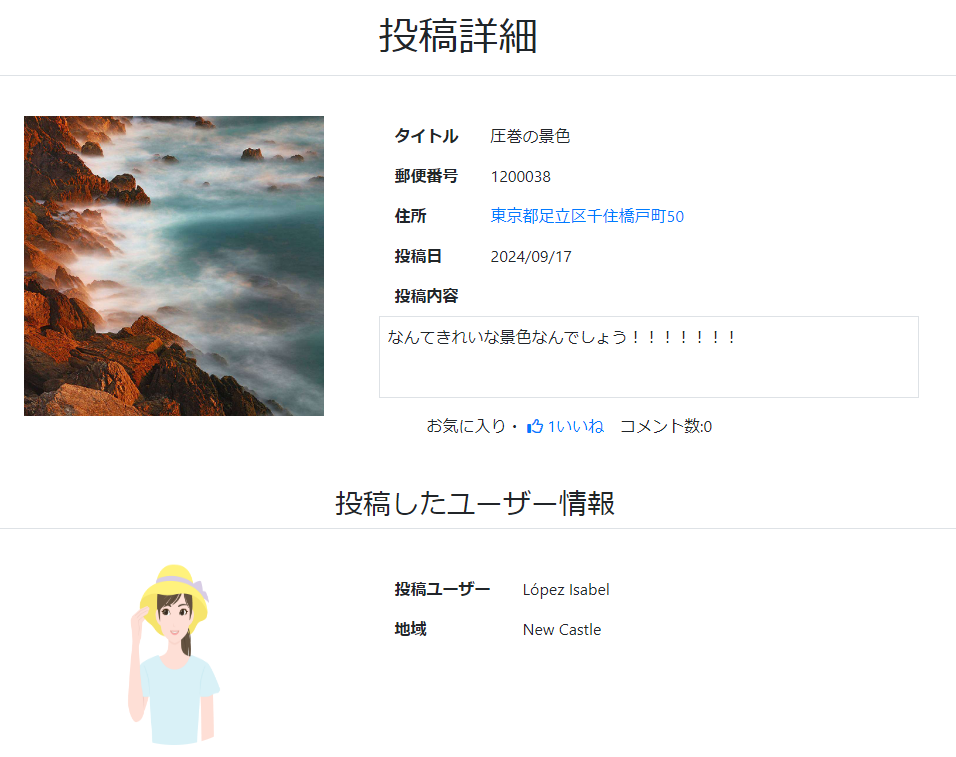 投稿詳細
タイトル 圧巻の景色
郵便番号 1200038
住所 東京都足立区千住橋戸町50
投稿日 2024/09/17
投稿内容
なんてきれいな景色なんでしょう！！！！！！！
お気に入り・ 1いいね コメント数:0
投稿したユーザー情報
投稿ユーザー López Isabel
地域 New Castle